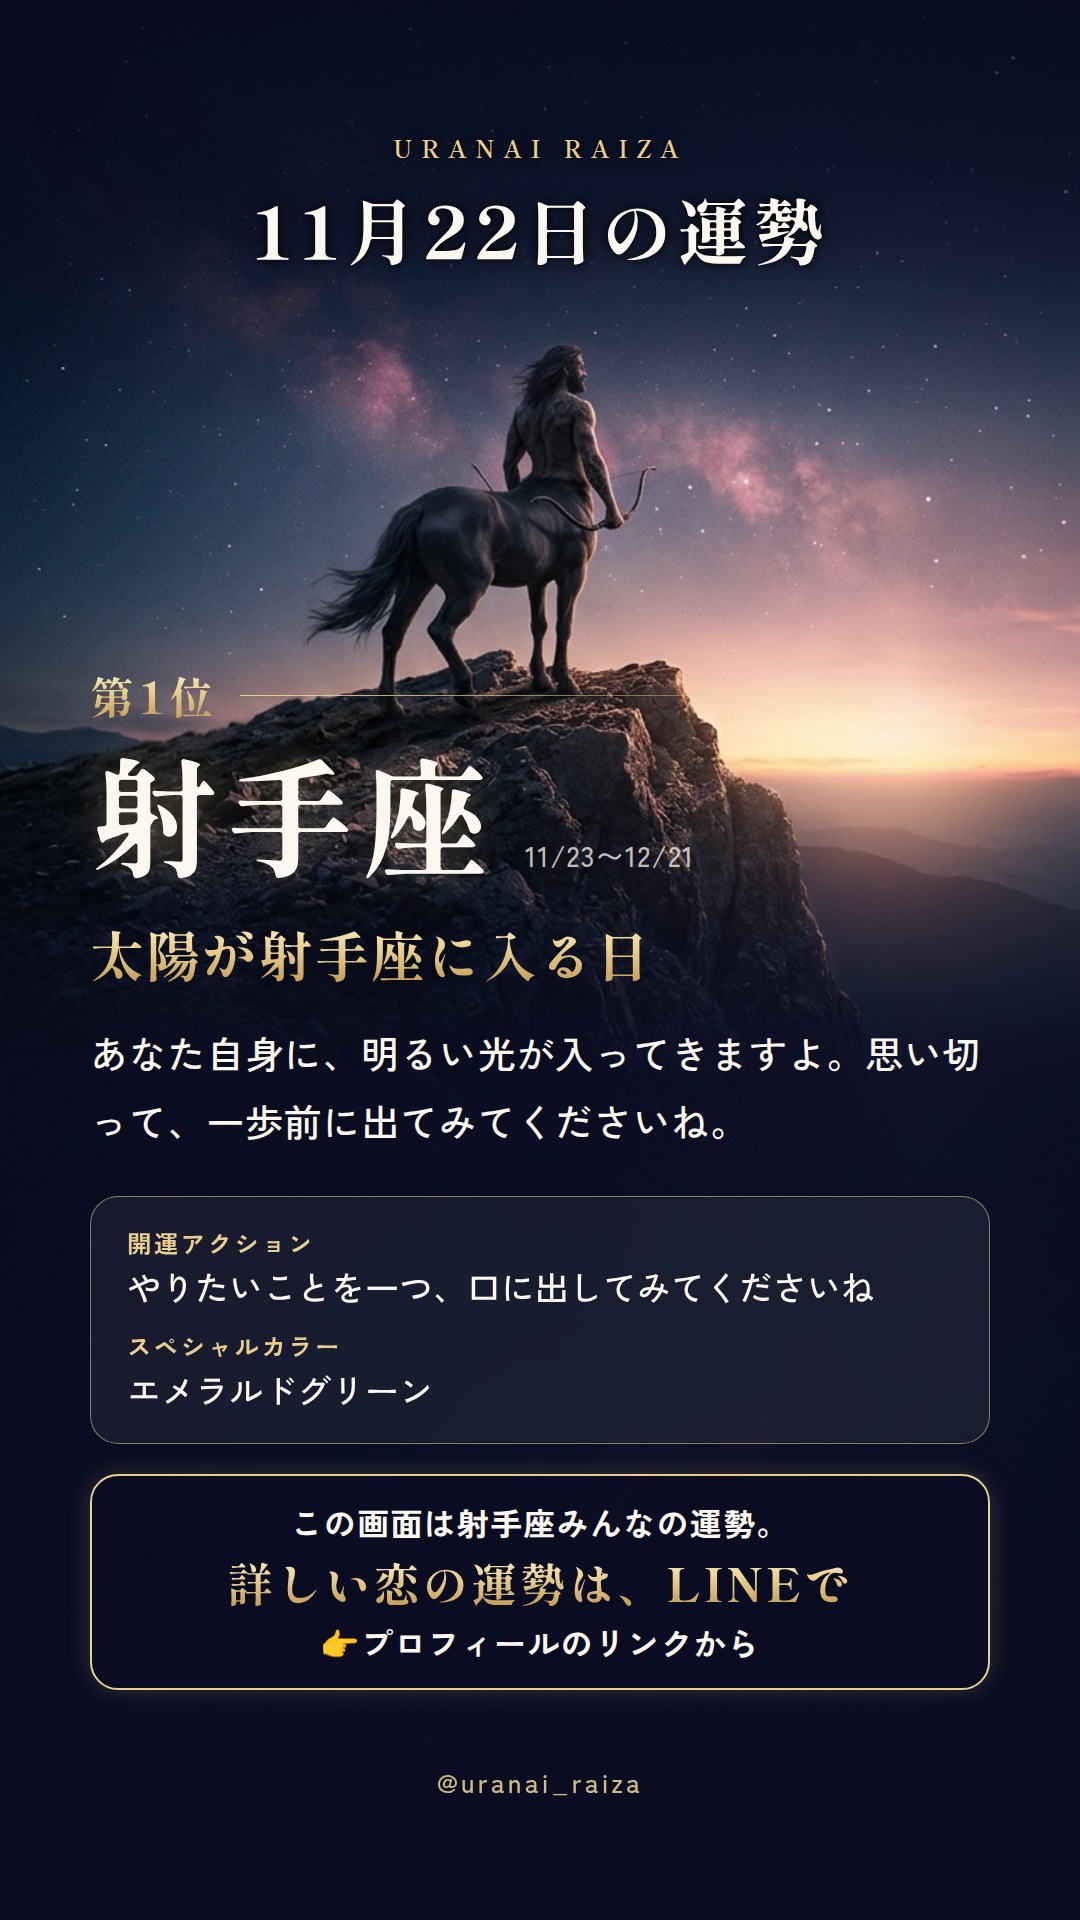 URANAI RAIZA
11月22日の運勢
第1位
射手座 11/23〜12/21
太陽が射手座に入る日
あなた自身に、明るい光が入ってきますよ。思い切
って、一歩前に出てみてくださいね。
開運アクション
やりたいことを一つ、口に出してみてくださいね
スペシャルカラー
エメラルドグリーン
この画面は射手座みんなの運勢。
詳しい恋の運勢は、LINEで
👉プロフィールのリンクから
@uranai_raiza